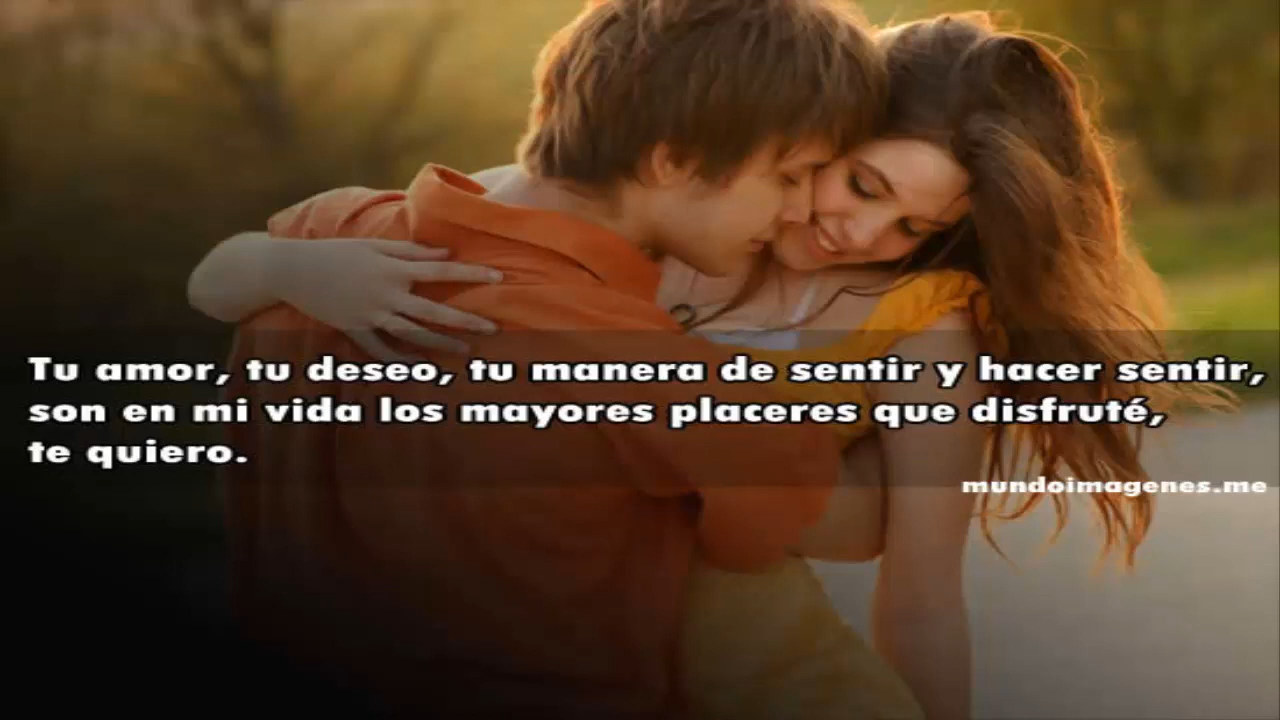 Tu amor, tu deseo, tu manera de sentir y hacer sentir,
son en mi vida los mayores placeres que disfruté,
te quiero.
mundoimagenes.me